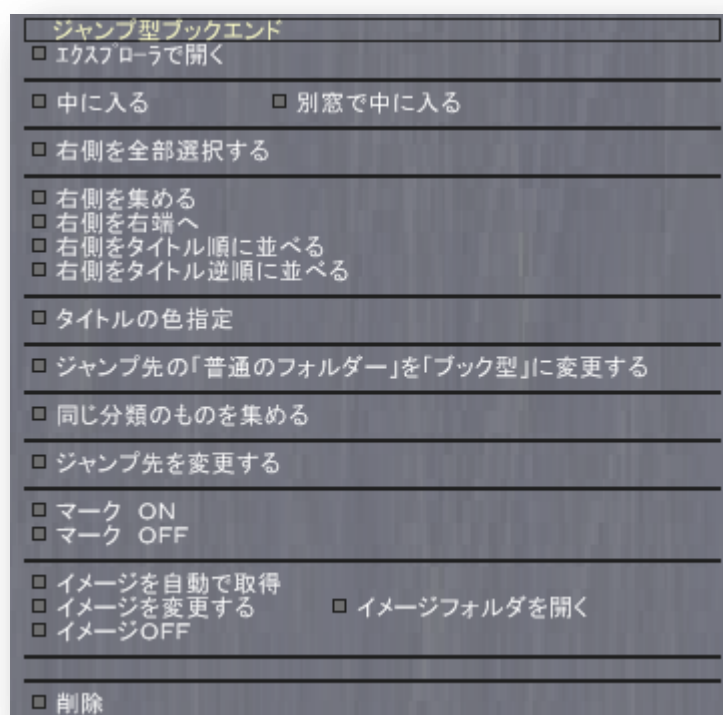 ジャンプ型ブックエンド
エクスプローラで開く
中に入る　別窓で中に入る
右側を全部選択する
右側を集める
右側を右端へ
右側をタイトル順に並べる
右側をタイトル逆順に並べる
タイトルの色指定
ジャンプ先の「普通のフォルダー」を「ブック型」に変更する
同じ分類のものを集める
ジャンプ先を変更する
マーク　ON
マーク　OFF
イメージを自動で取得
イメージを変更する　イメージフォルダを開く
イメージOFF
削除